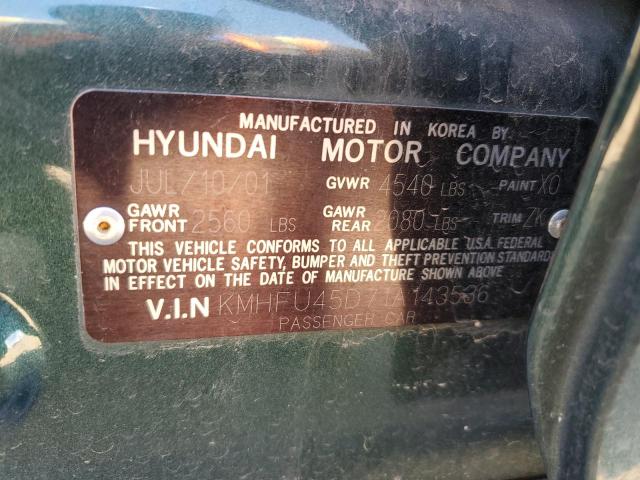 MANUFACTURED IN KOREA BY
HYUNDAI MOTOR COMPANY
JUL/10/01 GVWR 4540 LBS PAINT XO
GAWR FRONT 2560 LBS GAWR REAR 2080 LBS TRIM ZK
THIS VEHICLE CONFORMS TO ALL APPLICABLE U.S.A. FEDERAL
MOTOR VEHICLE SAFETY, BUMPER AND THEFT PREVENTION STANDARD
IN EFFECT ON THE DATE OF MANUFACTURE SHOWN ABOVE
V.I.N KMHFU45D71A143536
PASSENGER CAR